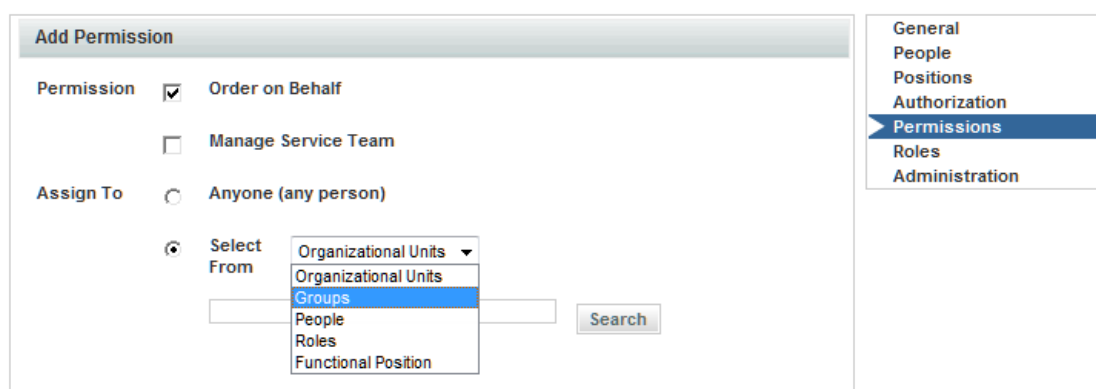 Add Permission
Permission
Order on Behalf
Manage Service Team
Assign To
Anyone (any person)
Select
From
Organizational Units
Organizational Units
Groups
People
Roles
Functional Position
Search
General
People
Positions
Authorization
Permissions
Roles
Administration